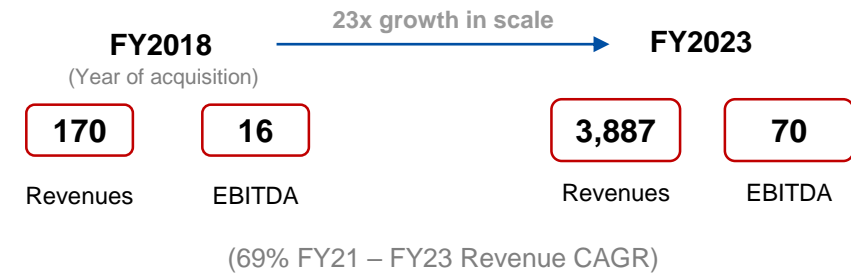 23x growth in scale
FY2018 FY2023
(Year of acquisition)
170 16 3,887 70
Revenues EBITDA Revenues EBITDA
(69% FY21 – FY23 Revenue CAGR)